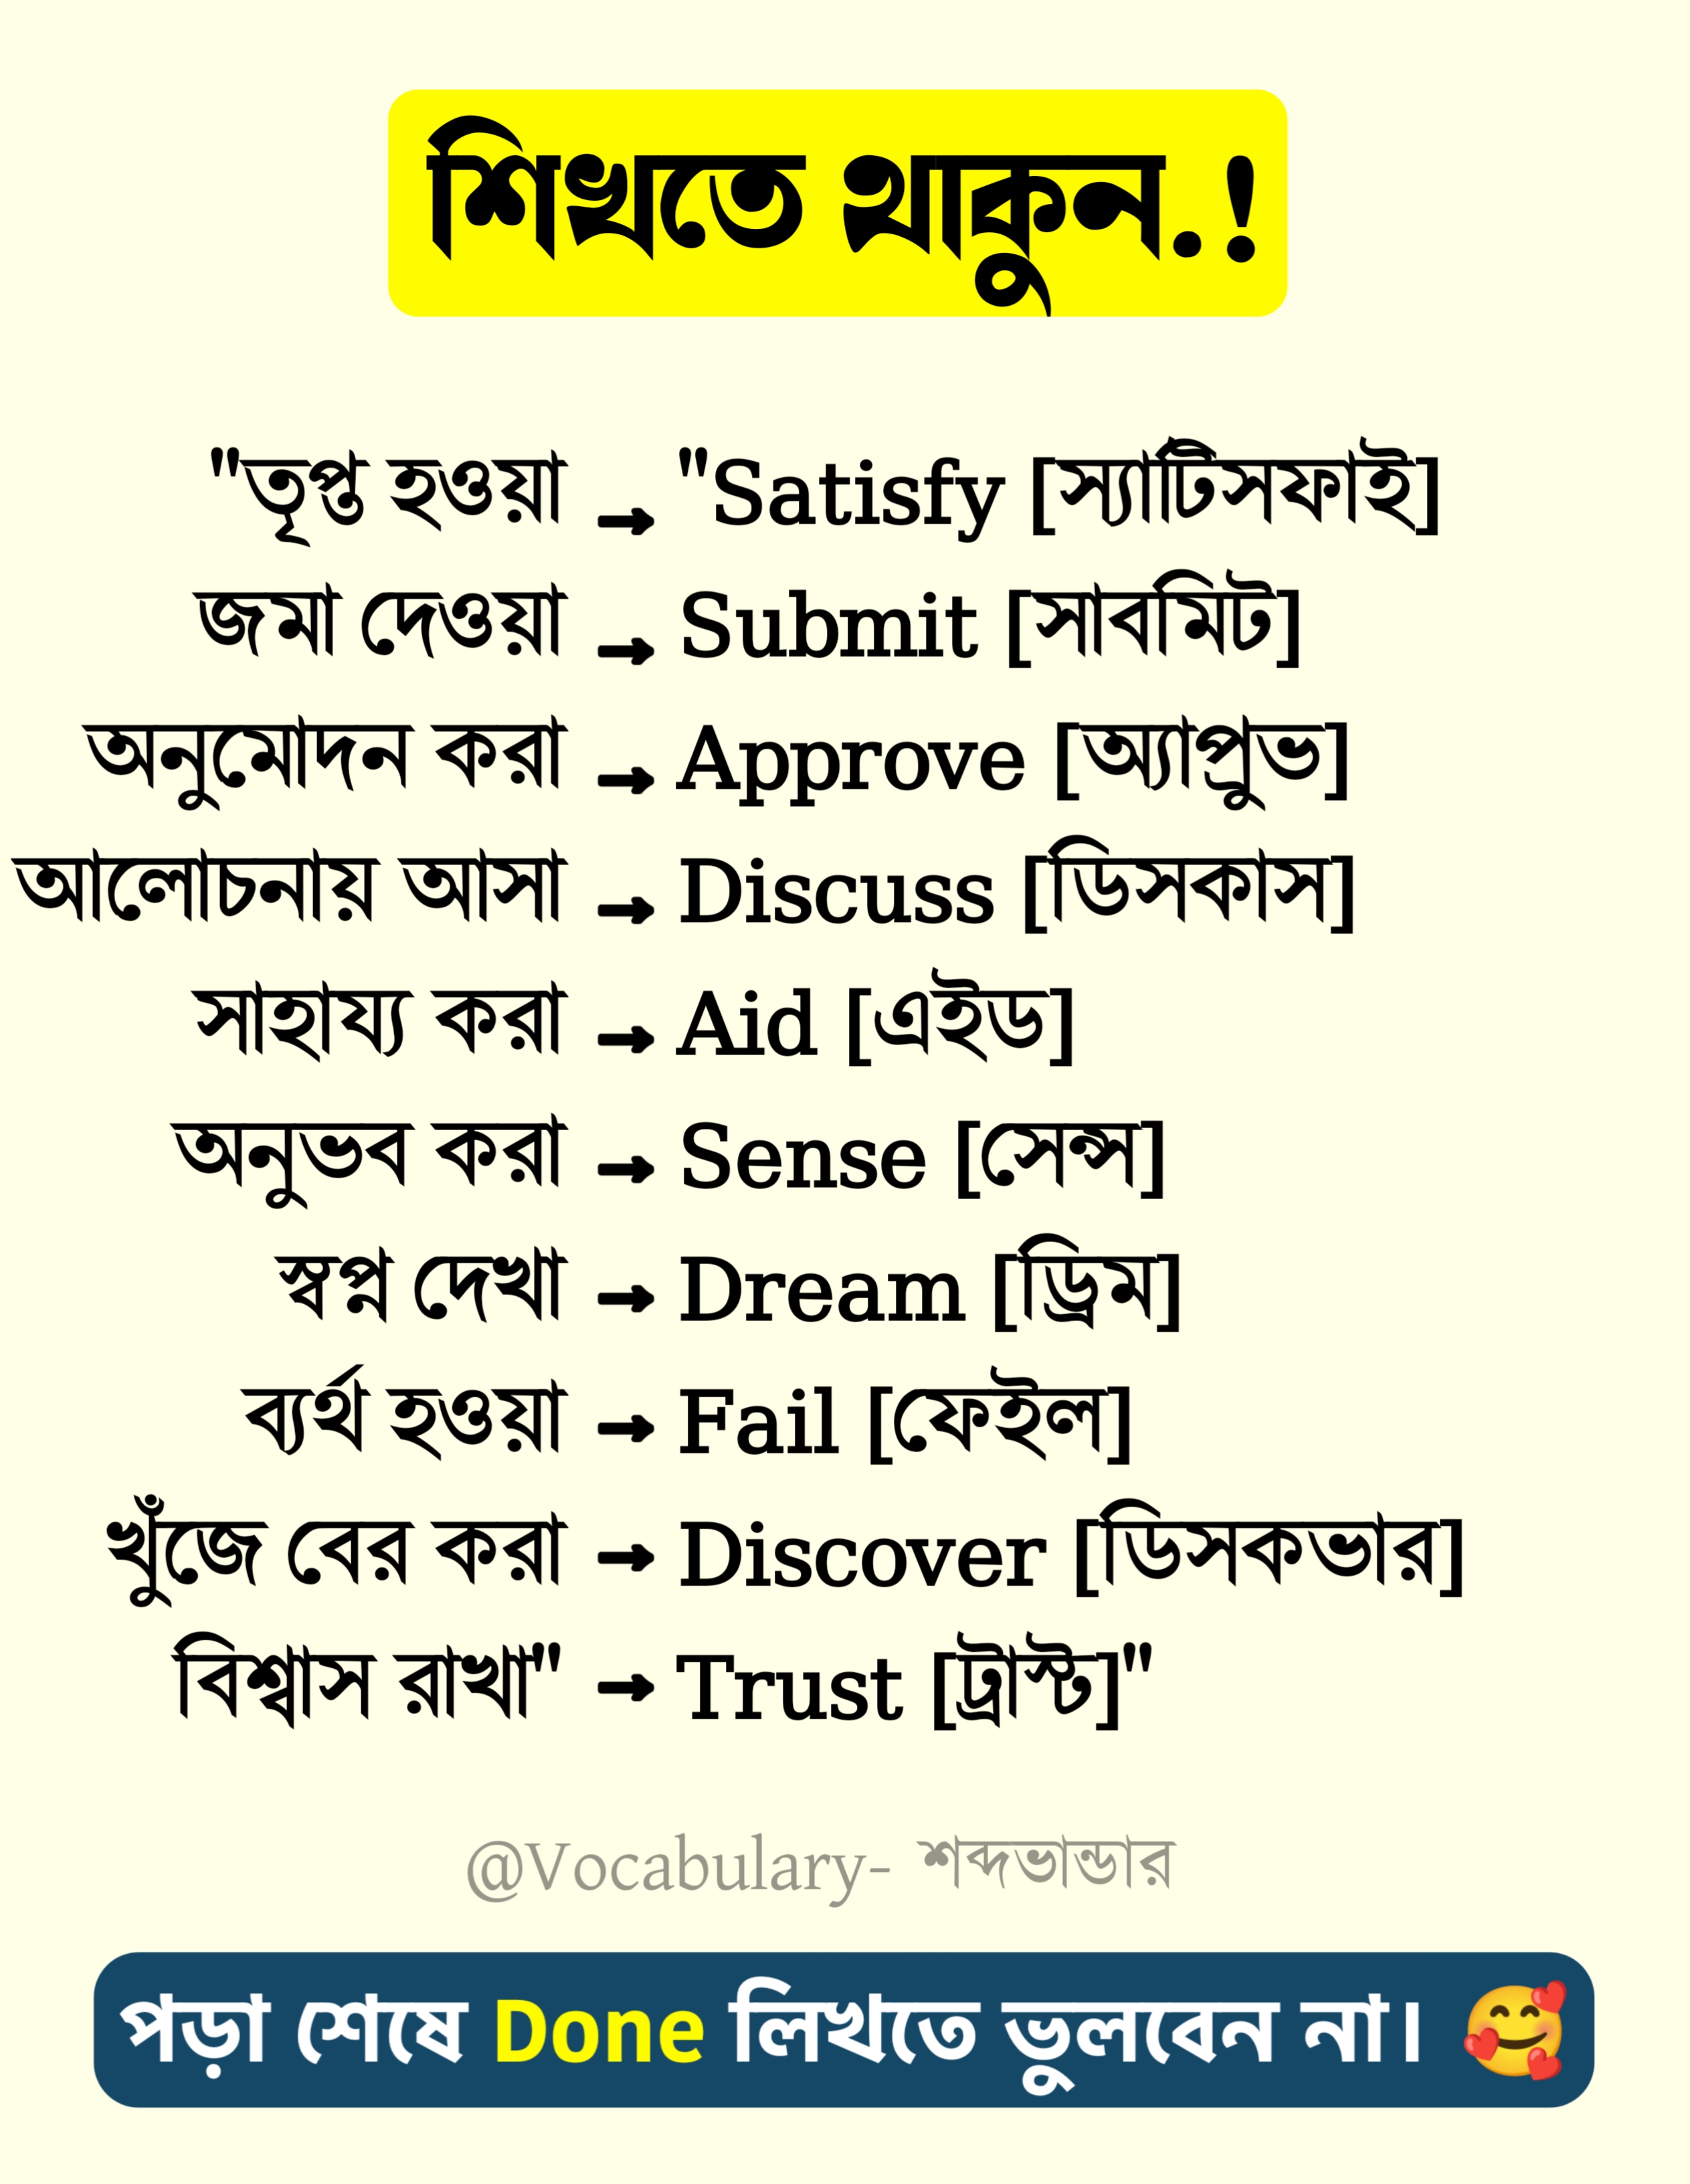 শিখতে থাকুন.!
"তৃপ্ত হওয়া → "Satisfy [স্যাটিসফাই]
জমা দেওয়া → Submit [সাবমিট]
অনুমোদন করা → Approve [অ্যাপ্রুভ]
আলোচনায় আসা → Discuss [ডিসকাস]
সাহায্য করা → Aid [এইড]
অনুভব করা → Sense [সেন্স]
স্বপ্ন দেখা → Dream [ড্রিম]
ব্যর্থ হওয়া → Fail [ফেইল]
খুঁজে বের করা → Discover [ডিসকভার]
বিশ্বাস রাখা" → Trust [ট্রাস্ট]"
@Vocabulary- শব্দভান্ডার
পড়া শেষে Done লিখতে ভুলবেন না। 🥰